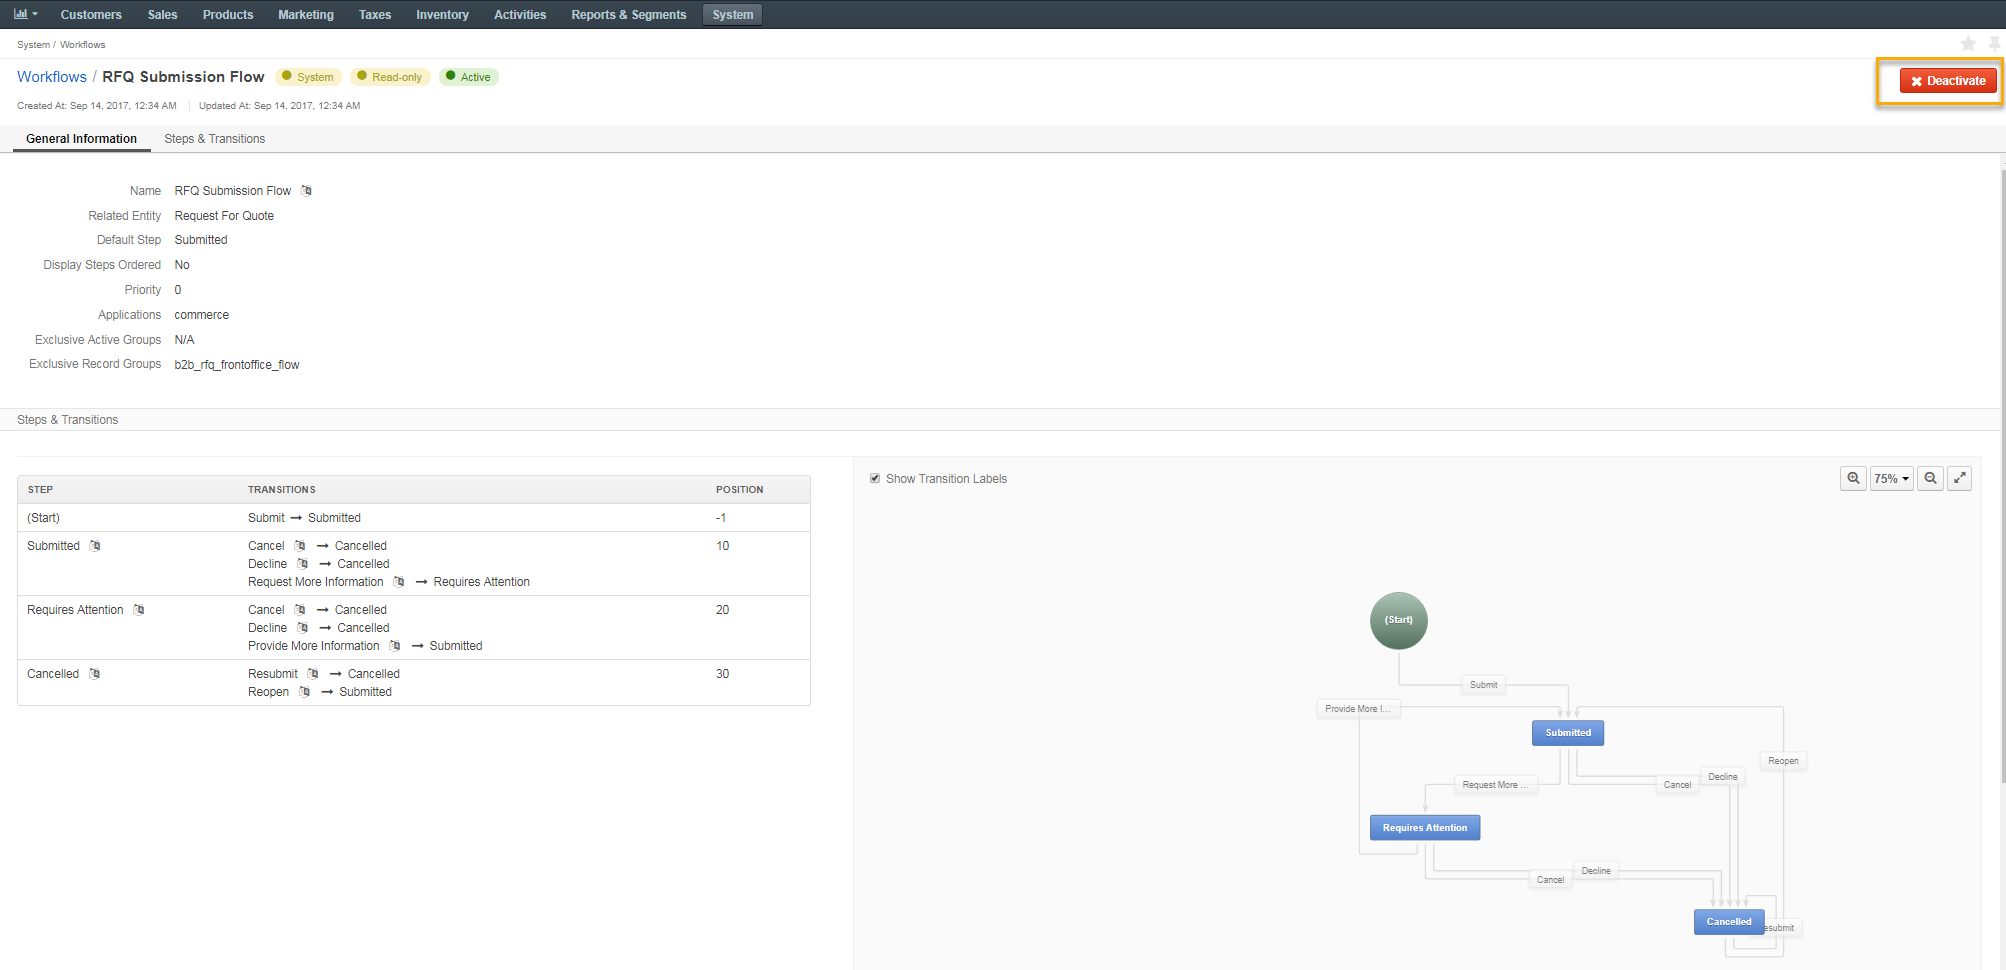 Customers Sales Products Marketing Taxes Inventory Activities Reports & Segments System
System / Workflows
Workflows / RFQ Submission Flow System Read-only Active
Deactivate
Created At: Sep 14, 2017, 12:34 AM Updated At: Sep 14, 2017, 12:34 AM
General Information Steps & Transitions
Name RFQ Submission Flow
Related Entity Request For Quote
Default Step Submitted
Display Steps Ordered No
Priority 0
Applications commerce
Exclusive Active Groups N/A
Exclusive Record Groups b2b_rfq_frontoffice_flow
Steps & Transitions
STEP TRANSITIONS POSITION
(Start) Submit → Submitted -1
Submitted Cancel → Cancelled 10
Decline → Cancelled
Request More Information → Requires Attention
Requires Attention Cancel → Cancelled 20
Decline → Cancelled
Provide More Information → Submitted
Cancelled Resubmit → Cancelled 30
Reopen → Submitted
Show Transition Labels
75%
(Start)
Submit
Provide More I...
Submitted
Reopen
Decline
Request More ... Cancel
Requires Attention
Decline
Cancel
Cancelled
esubmit